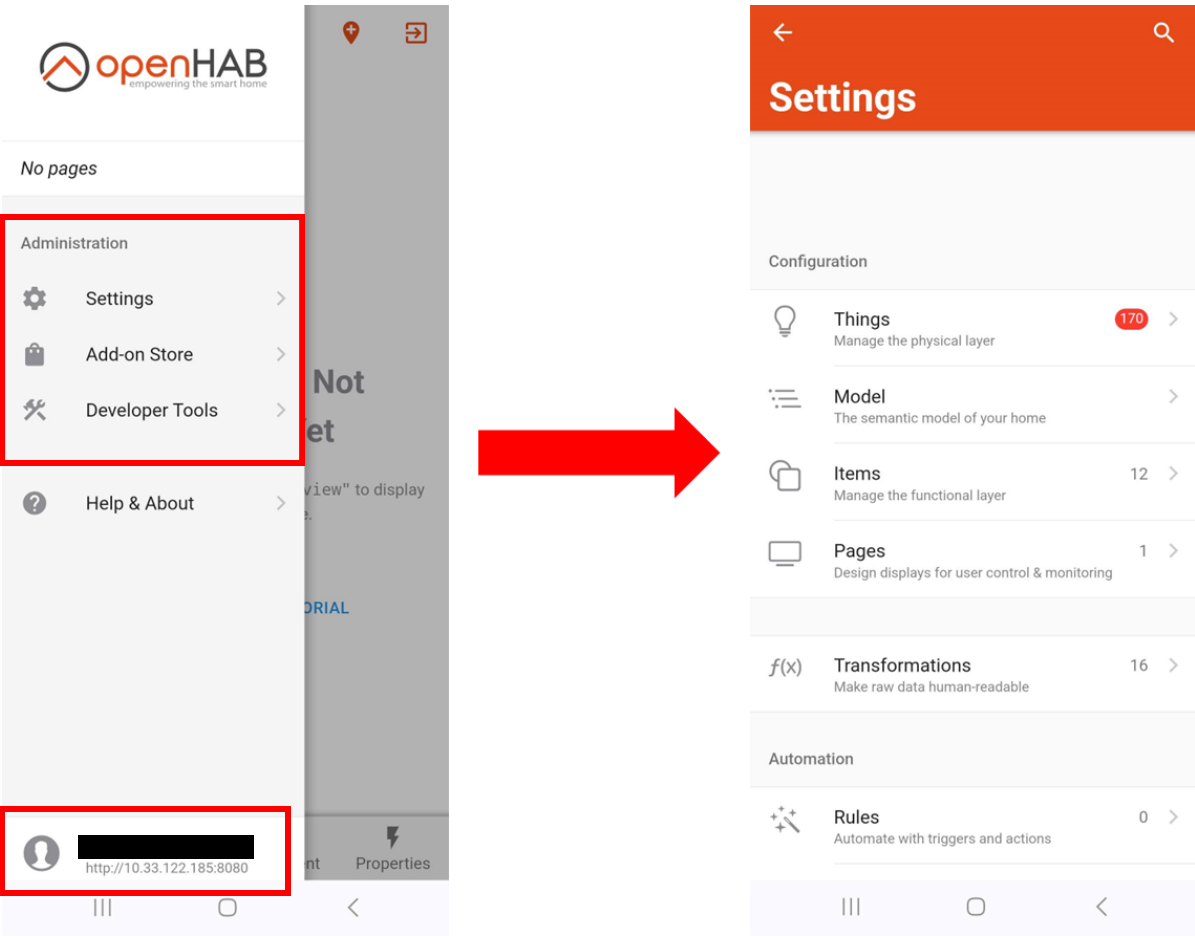 openHAB
empowering the smart home
No pages
Administration
Settings
Add-on Store
Developer Tools
Help & About
http://10.33.122.185:8080
Not
et
view" to display
e.
ORIAL
nt
Properties
Settings
Configuration
Things
170
Manage the physical layer
Model
The semantic model of your home
Items
12
Manage the functional layer
Pages
1
Design displays for user control & monitoring
f(x)
Transformations
16
Make raw data human-readable
Automation
Rules
0
Automate with triggers and actions